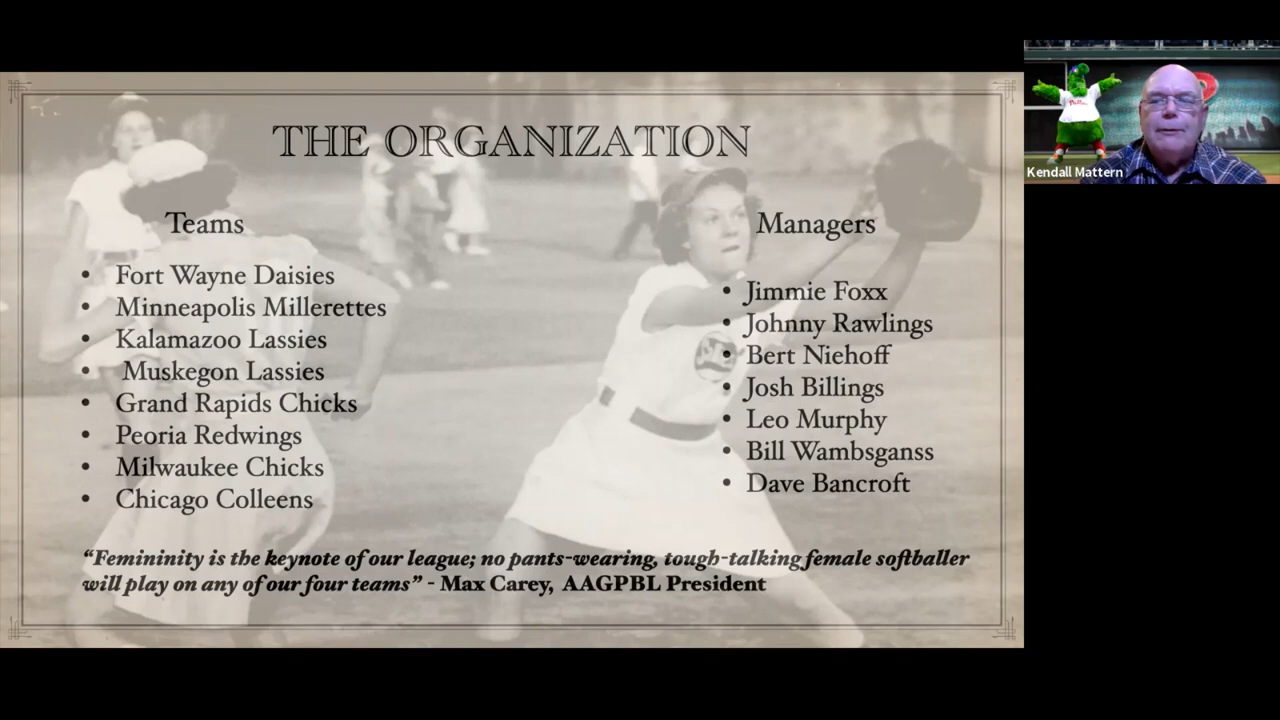 THE ORGANIZATION
Teams
• Fort Wayne Daisies
• Minneapolis Millerettes
• Kalamazoo Lassies
• Muskegon Lassies
• Grand Rapids Chicks
• Peoria Redwings
• Milwaukee Chicks
• Chicago Colleens
Managers
• Jimmie Foxx
• Johnny Rawlings
• Bert Niehoff
• Josh Billings
• Leo Murphy
• Bill Wambsganss
• Dave Bancroft
“Femininity is the keynote of our league; no pants-wearing, tough-talking female softballer
will play on any of our four teams” - Max Carey, AAGPBL President
Phillies
Kendall Mattern